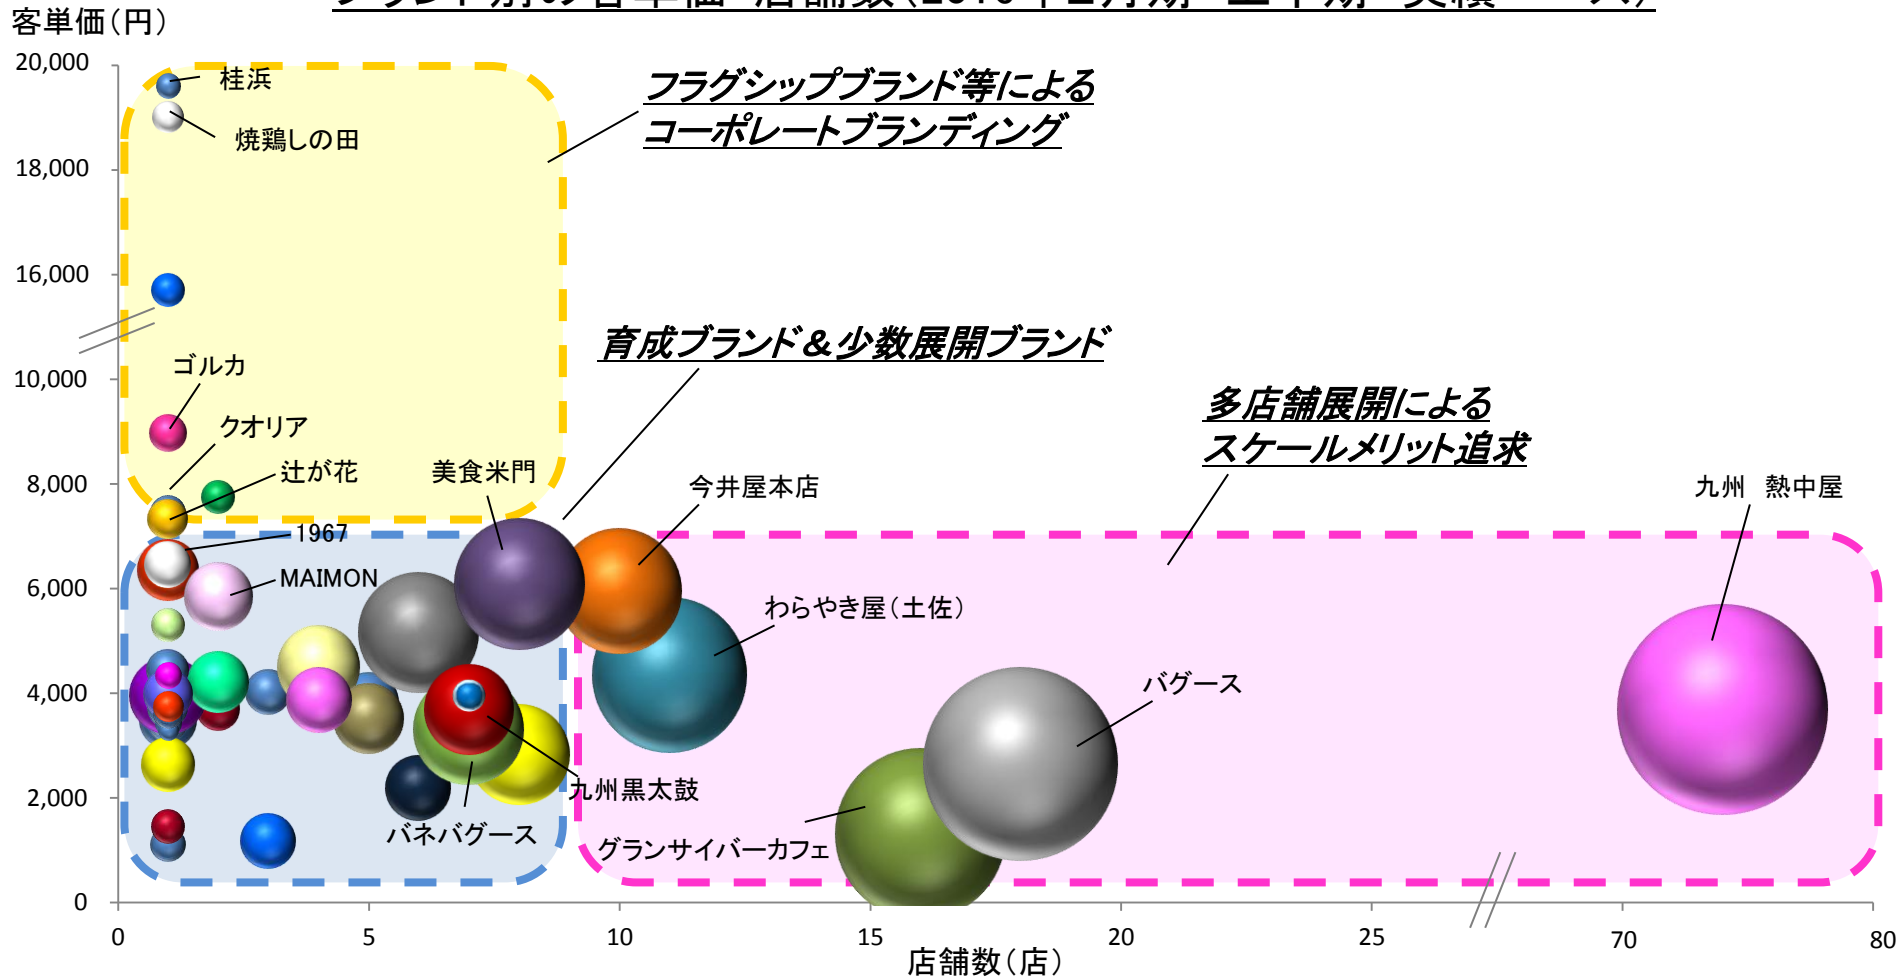 客単価(円)
20,000
18,000
16,000
10,000
8,000
6,000
4,000
2,000
0
桂浜
焼鶏しの田
フラグシップブランド等による
コーポレートブランディング
ゴルカ
クオリア
辻が花
1967
MAIMON
育成ブランド&少数展開ブランド
美食米門
今井屋本店
多店舗展開による
スケールメリット追求
九州 熱中屋
わらやき屋(土佐)
バグース
九州黒太鼓
バネバグース
グランサイバーカフェ
0
5
10
15
20
25
70
80
店舗数(店)